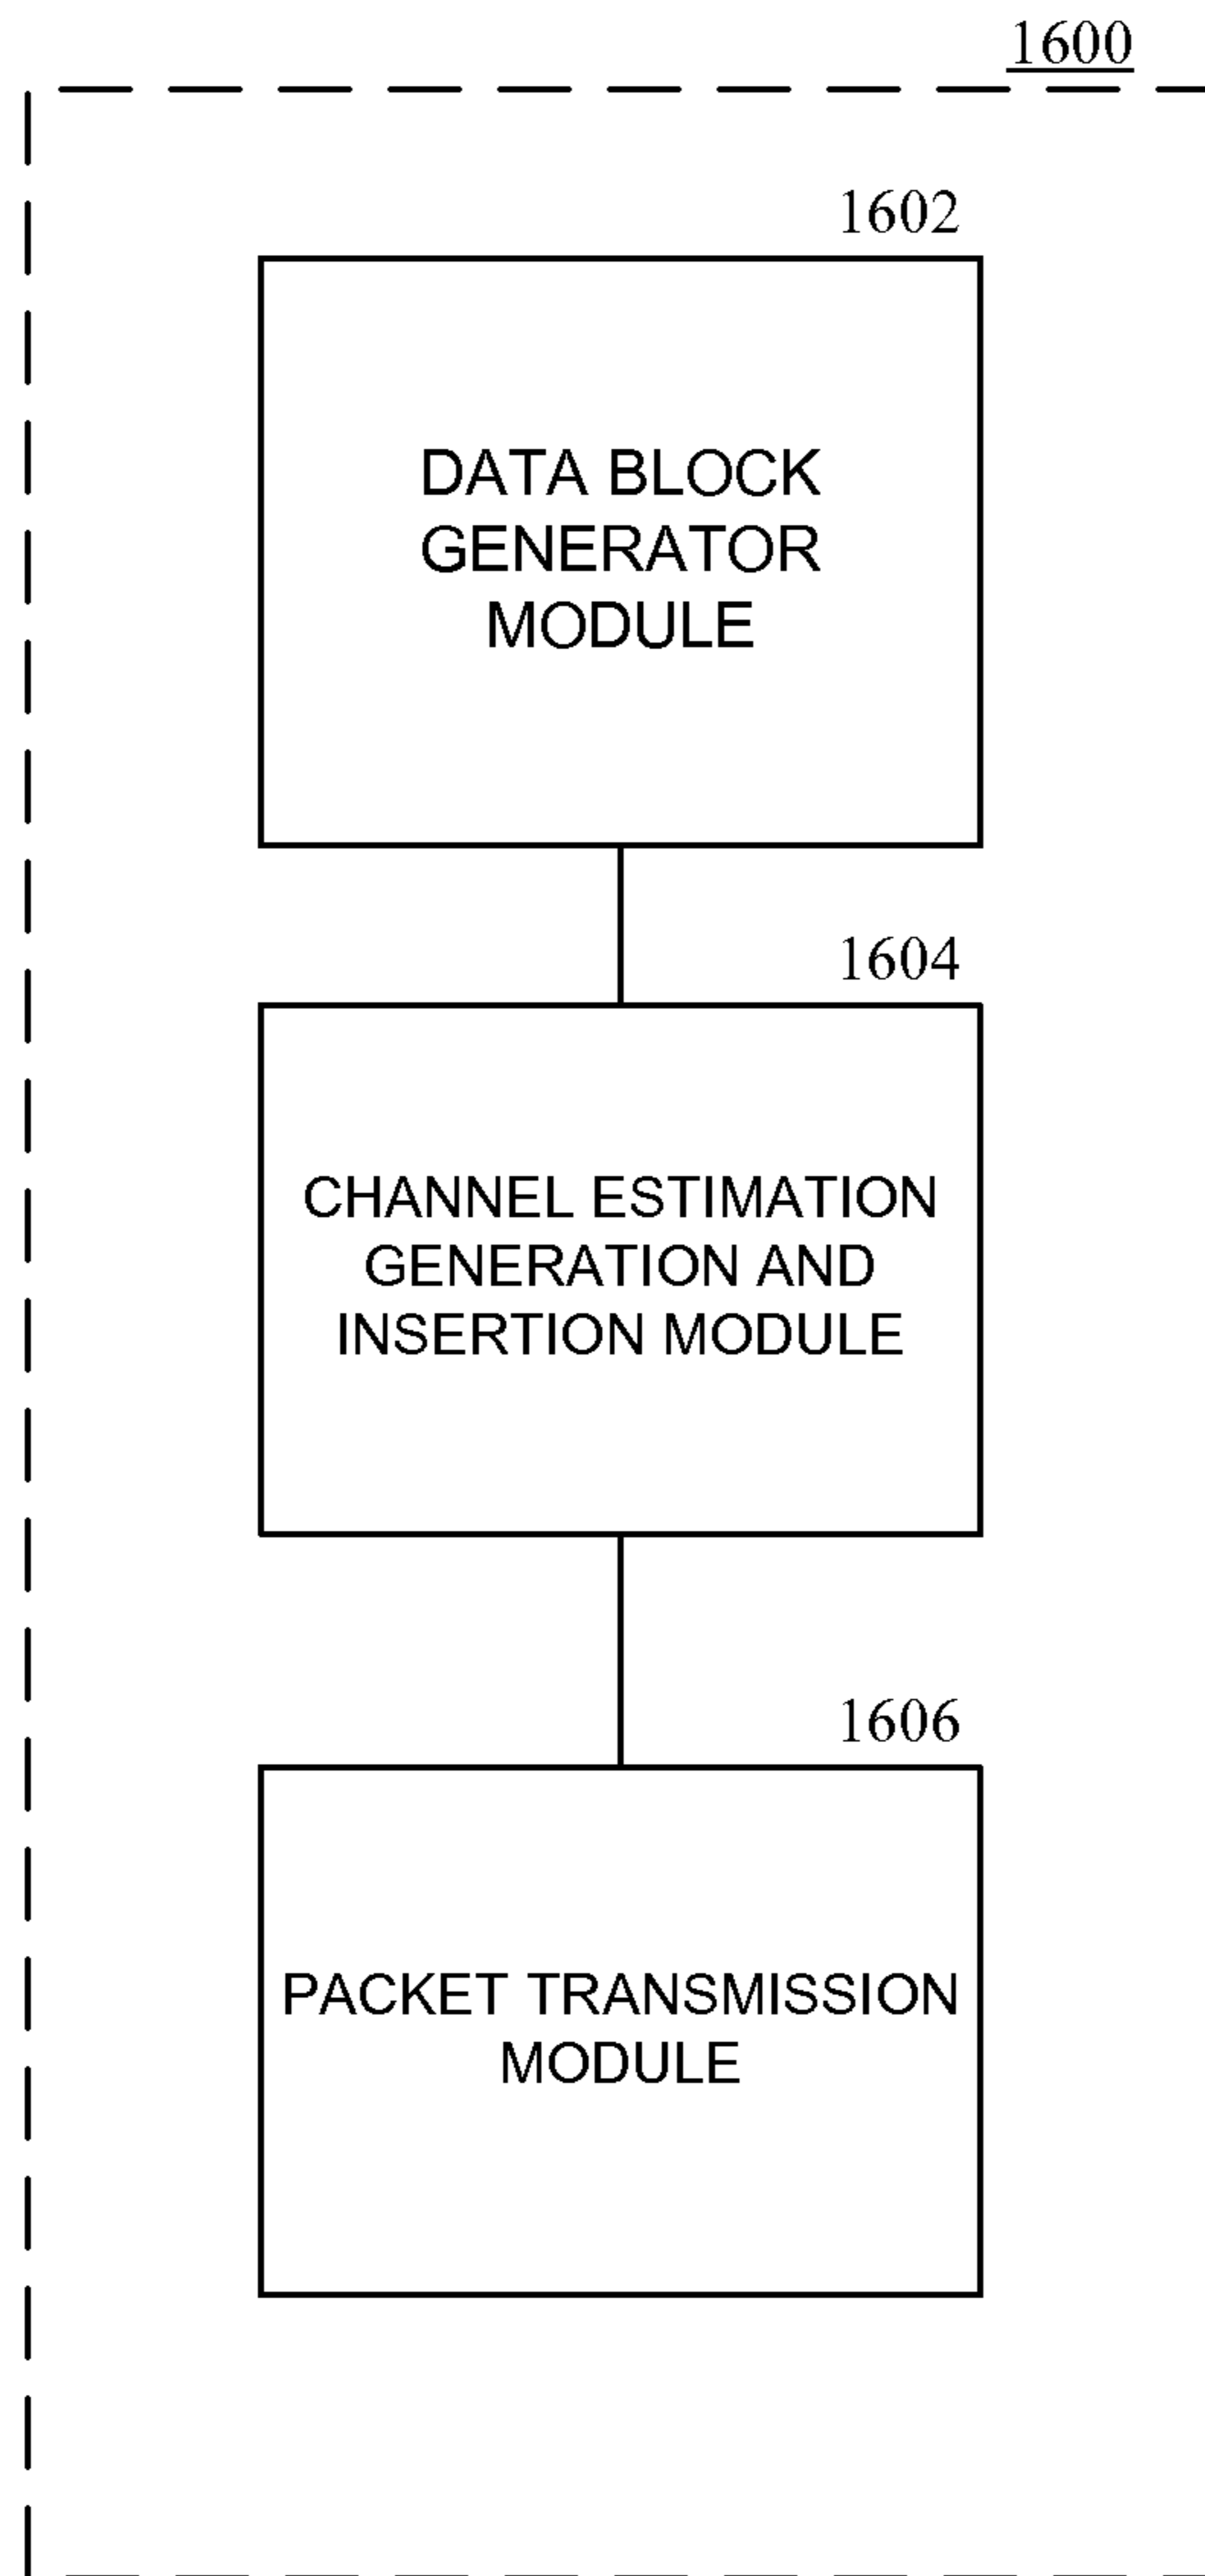 1600
1602
DATA BLOCK
GENERATOR
MODULE
1604
CHANNEL ESTIMATION
GENERATION AND
INSERTION MODULE
1606
PACKET TRANSMISSION
MODULE